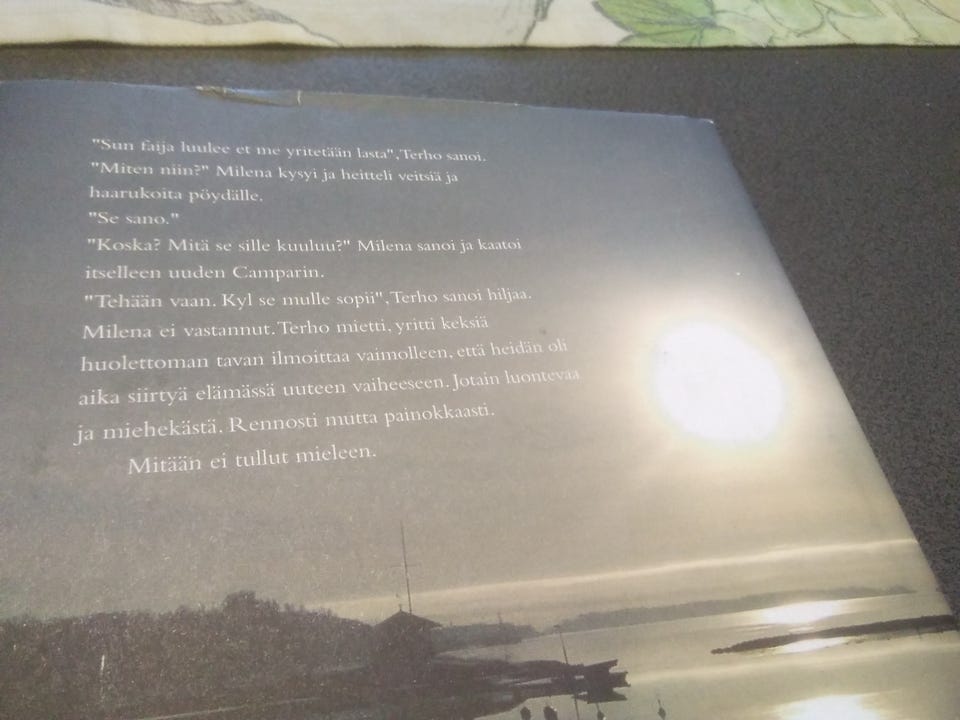 "Sun faija luulee et me yritetään lasta", Terho sanoi.
"Miten niin?" Milena kysyi ja heitteli veitsiä ja
haarukoita pöydälle.
"Se sano."
"Koska? Mitä se sille kuuluu?" Milena sanoi ja kaatoi
itselleen uuden Camparin.
"Tehään vaan. Kyl se mulle sopii", Terho sanoi hiljaa.
Milena ei vastannut. Terho mietti, yritti keksiä
huolettoman tavan ilmoittaa vaimolleen, että heidän oli
aika siirtyä elämässä uuteen vaiheeseen. Jotain luontevaa
ja miehekästä. Rennosti mutta painokkaasti.
Mitään ei tullut mieleen.